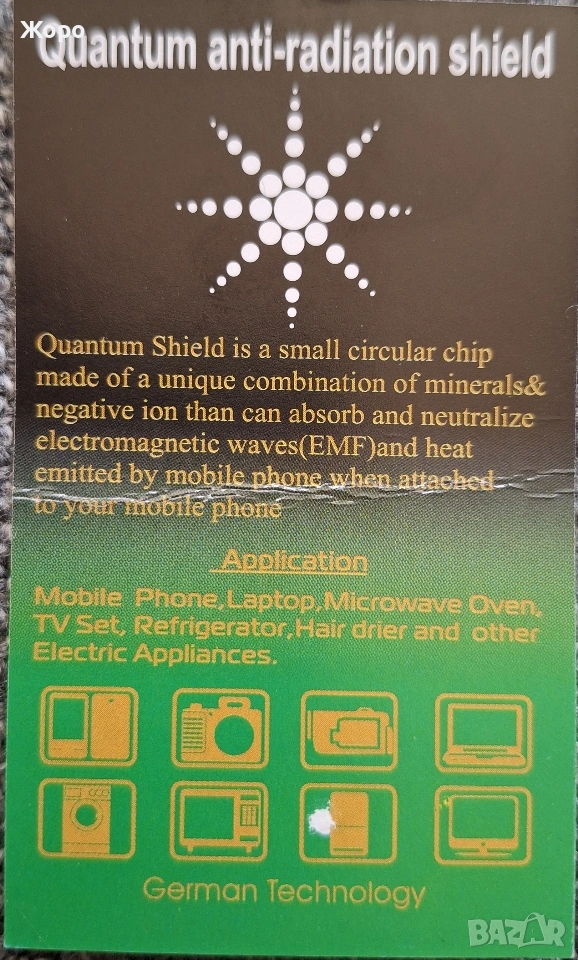 Жоро
Quantum anti-radiation shield
Quantum Shield is a small circular chip
made of a unique combination of minerals&
negative ion than can absorb and neutralize
electromagnetic waves(EMF)and heat
emitted by mobile phone when attached
to your mobile phone
Application
Mobile Phone,Laptop,Microwave Oven,
TV Set, Refrigerator,Hair drier and other
Electric Appliances.
German Technology
BAZAR